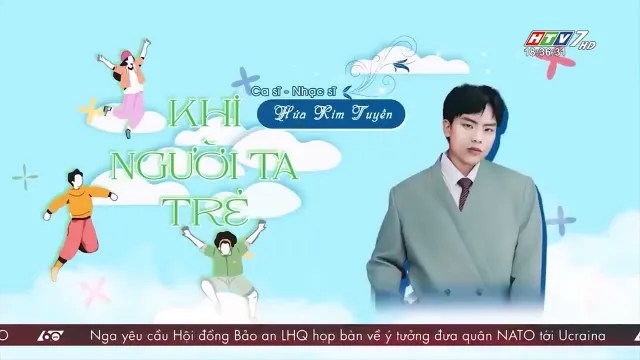 HTV7 HD
18:36:31
Ca sĩ - Nhạc sĩ
Hứa Kim Tuyền
KHI
NGƯỜI TA
TRẺ
O
60
Nga yêu cầu Hội đồng Bảo an LHQ họp bàn về ý tưởng đưa quân NATO tới Ucraina